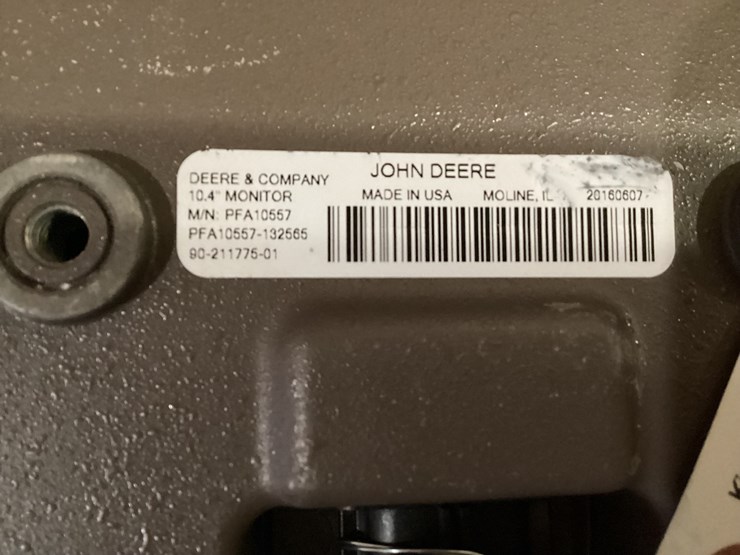 JOHN DEERE
DEERE & COMPANY
10.4" MONITOR
MADE IN USA MOLINE, IL 20160607
M/N: PFA10557
PFA10557-132565
90-211775-01